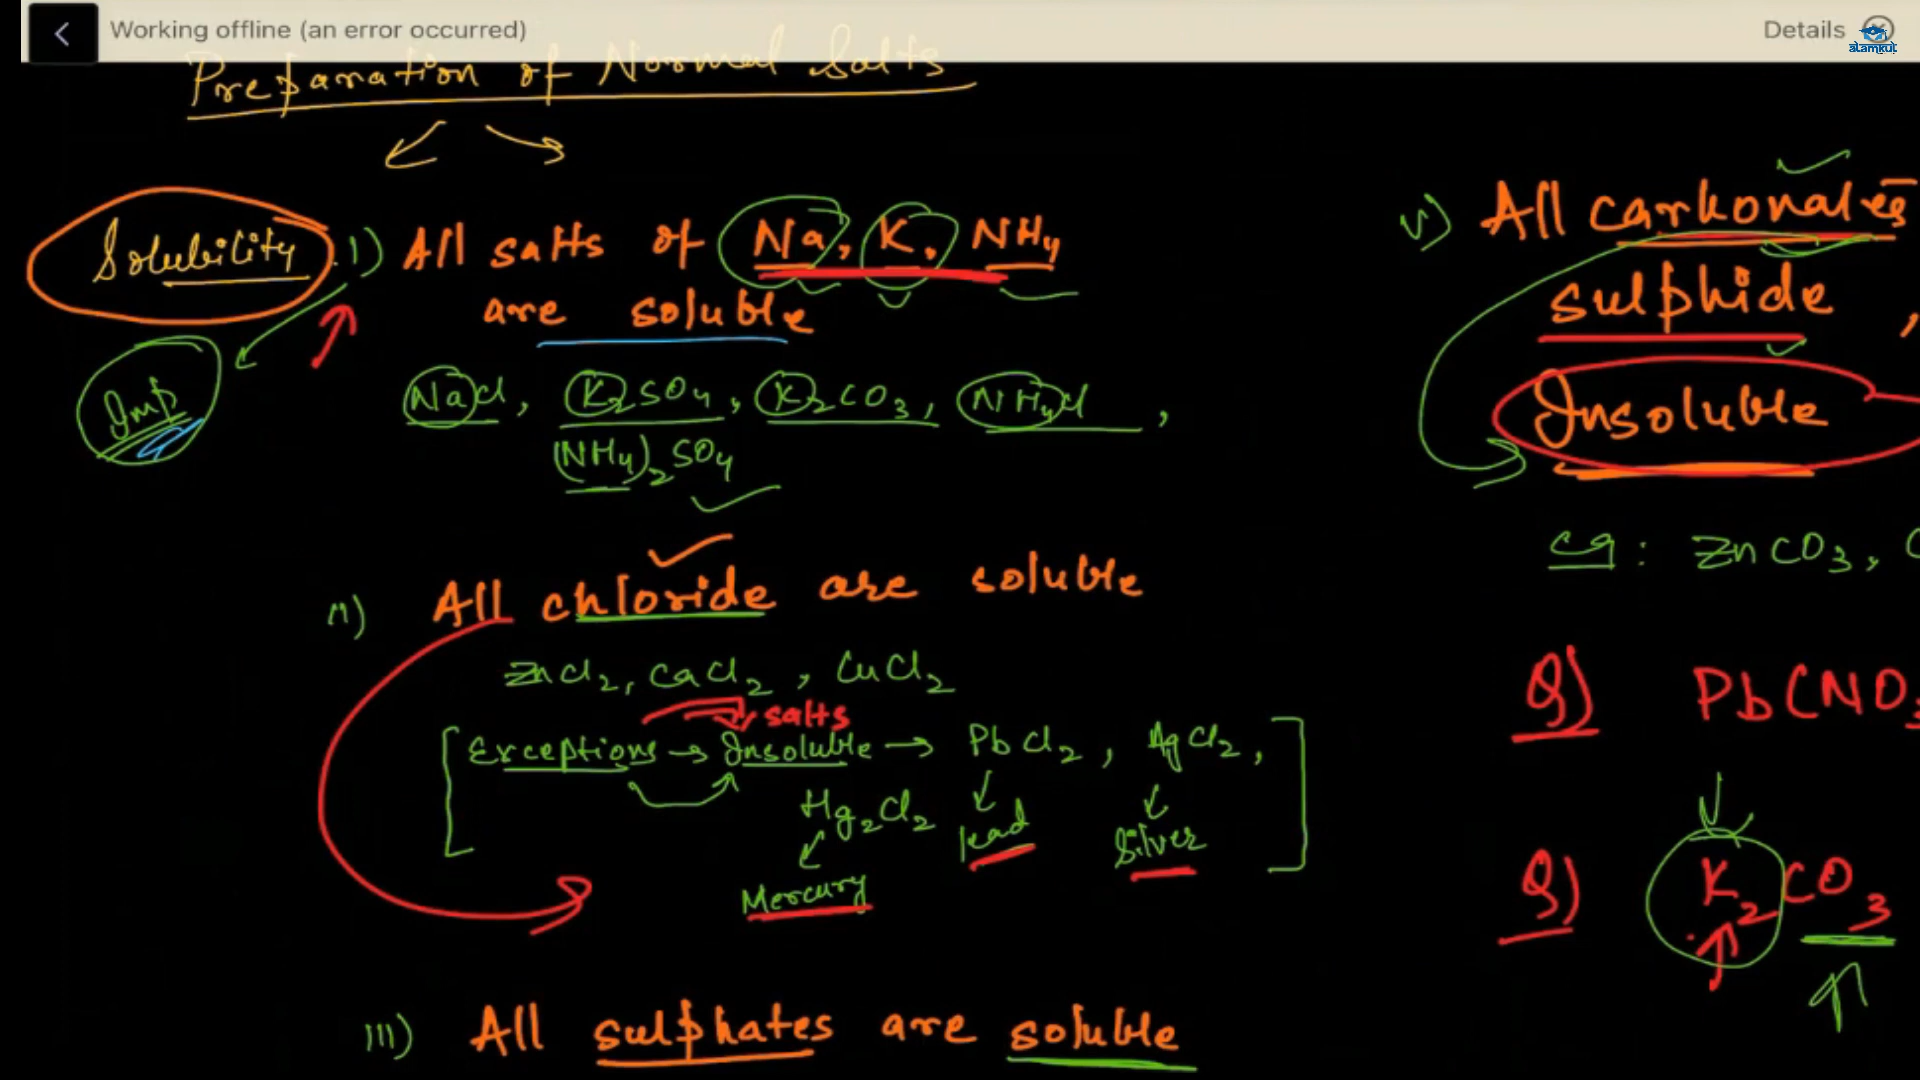 Working offline (an error occurred)
Details
alamkul
Preparation of Normal Salts
Solubility
Imp
i) All salts of Na, K, NH4
are soluble
NaCl, K2SO4, K2CO3, NH4Cl,
(NH4)2SO4
ii) All chloride are soluble
ZnCl2, CaCl2, CuCl2
salts
[Exceptions → Insoluble → PbCl2, AgCl2,]
Hg2Cl2
lead
Silver
Mercury
iii) All sulphates are soluble
v) All carbonates
sulphide,
Insoluble
eg: ZnCO3, C
Q) Pb(NO3
Q) K2CO3